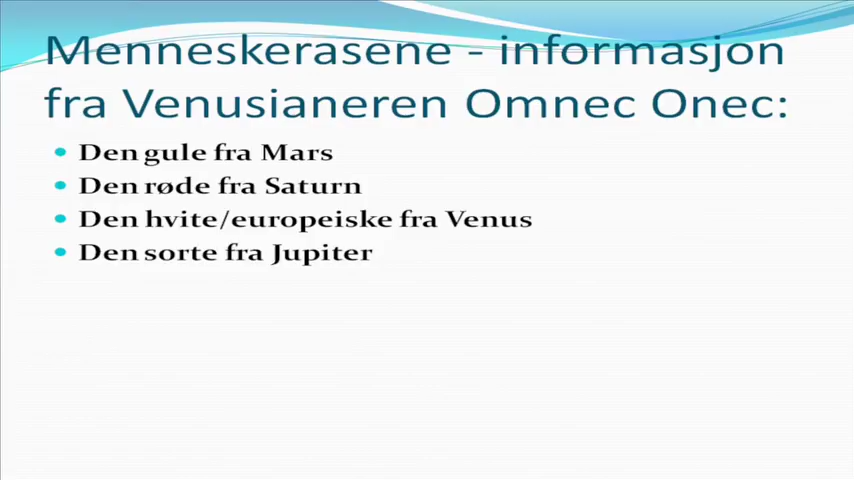 Menneskerasene - informasjon
fra Venusianeren Omnec Onec:
• Den gule fra Mars
• Den røde fra Saturn
• Den hvite/europeiske fra Venus
• Den sorte fra Jupiter